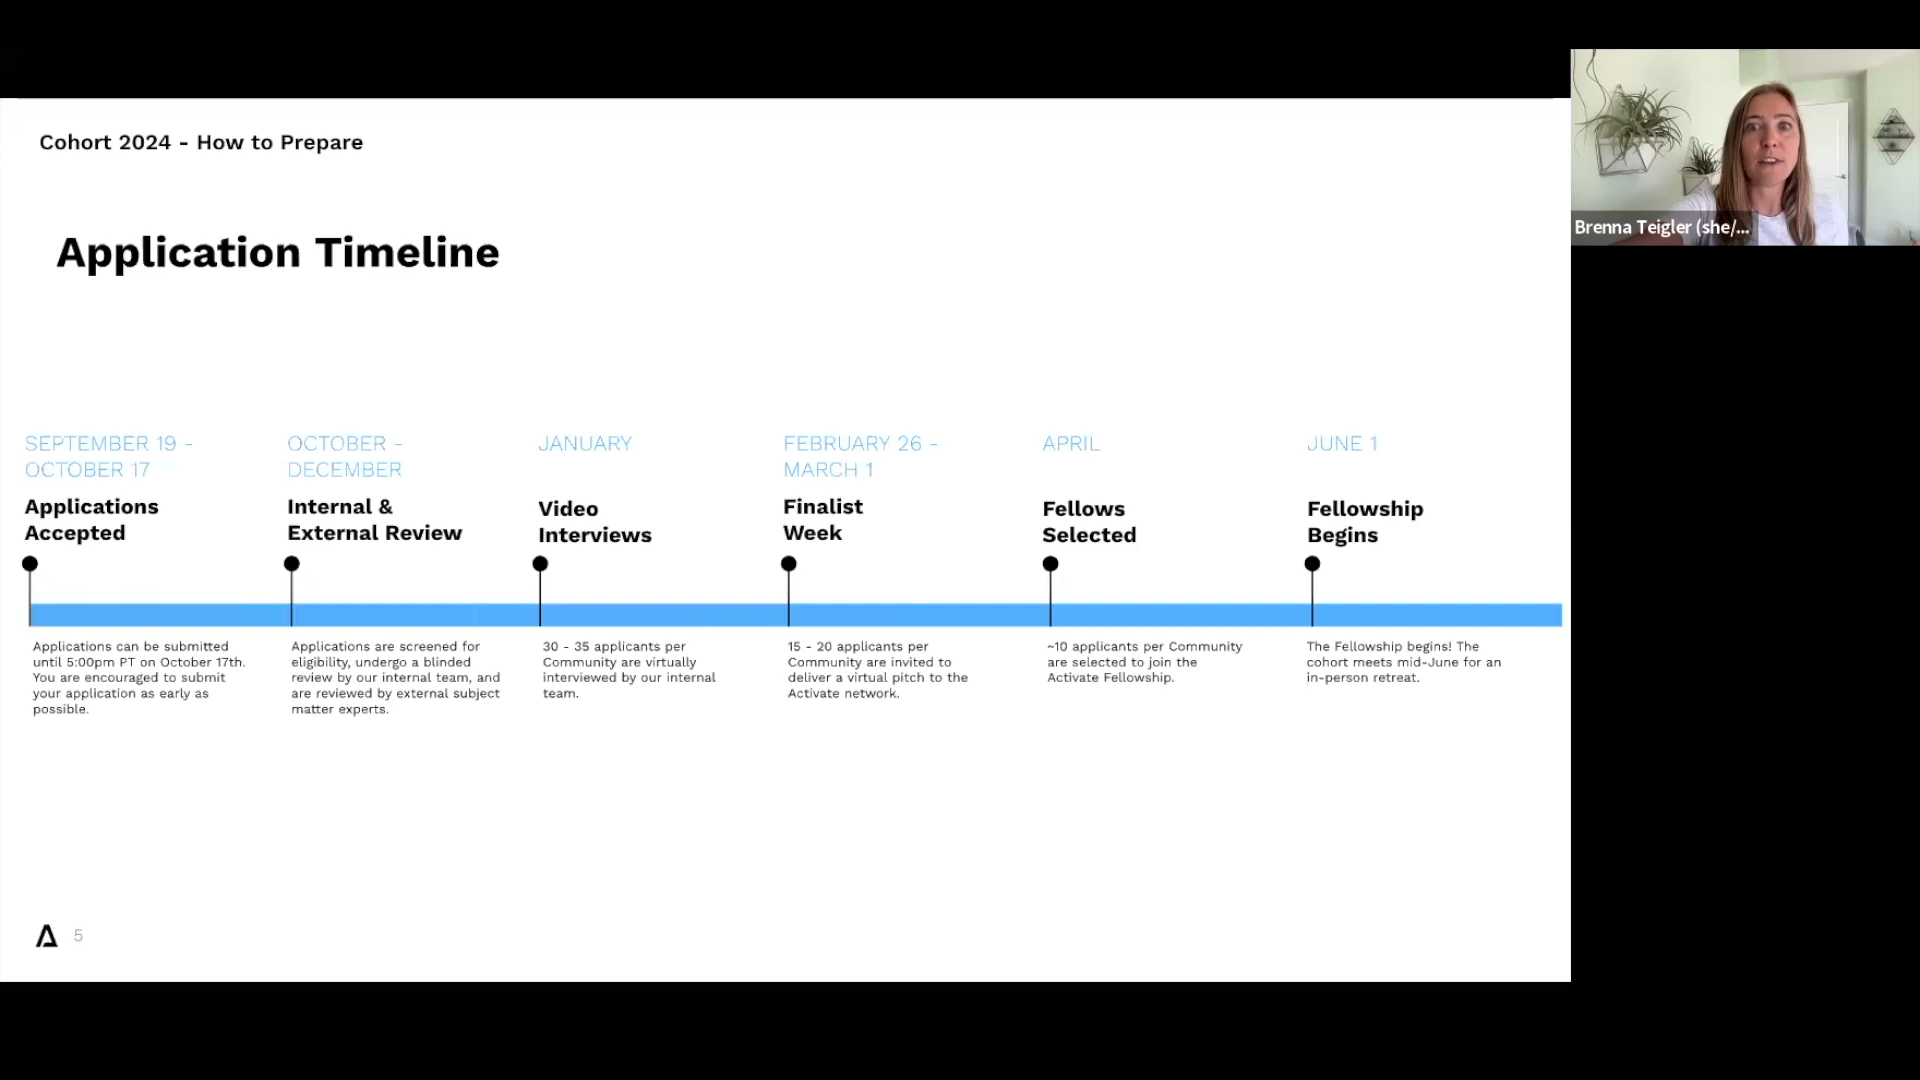 Cohort 2024 - How to Prepare
Application Timeline
SEPTEMBER 19 -
OCTOBER 17
Applications
Accepted
Applications can be submitted
until 5:00pm PT on October 17th.
You are encouraged to submit
your application as early as
possible.
OCTOBER -
DECEMBER
Internal &
External Review
Applications are screened for
eligibility, undergo a blinded
review by our internal team, and
are reviewed by external subject
matter experts.
JANUARY
Video
Interviews
30 - 35 applicants per
Community are virtually
interviewed by our internal
team.
FEBRUARY 26 -
MARCH 1
Finalist
Week
15 - 20 applicants per
Community are invited to
deliver a virtual pitch to the
Activate network.
APRIL
Fellows
Selected
~10 applicants per Community
are selected to join the
Activate Fellowship.
JUNE 1
Fellowship
Begins
The Fellowship begins! The
cohort meets mid-June for an
in-person retreat.
5
Brenna Teigler (she/...